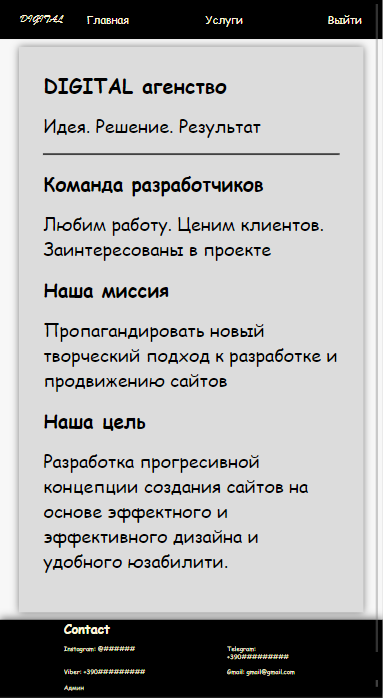 DIGITAL Главная Услуги Выйти
DIGITAL агенство
Идея. Решение. Результат
Команда разработчиков
Любим работу. Ценим клиентов.
Заинтересованы в проекте
Наша миссия
Пропагандировать новый
творческий подход к разработке и
продвижению сайтов
Наша цель
Разработка прогресивной
концепции создания сайтов на
основе эффектного и
эффективного дизайна и
удобного юзабилити.
Contact
Instagram: @###### Telegram:
+390#########
Viber: +390######### Gmail: gmail@gmail.com
Админ